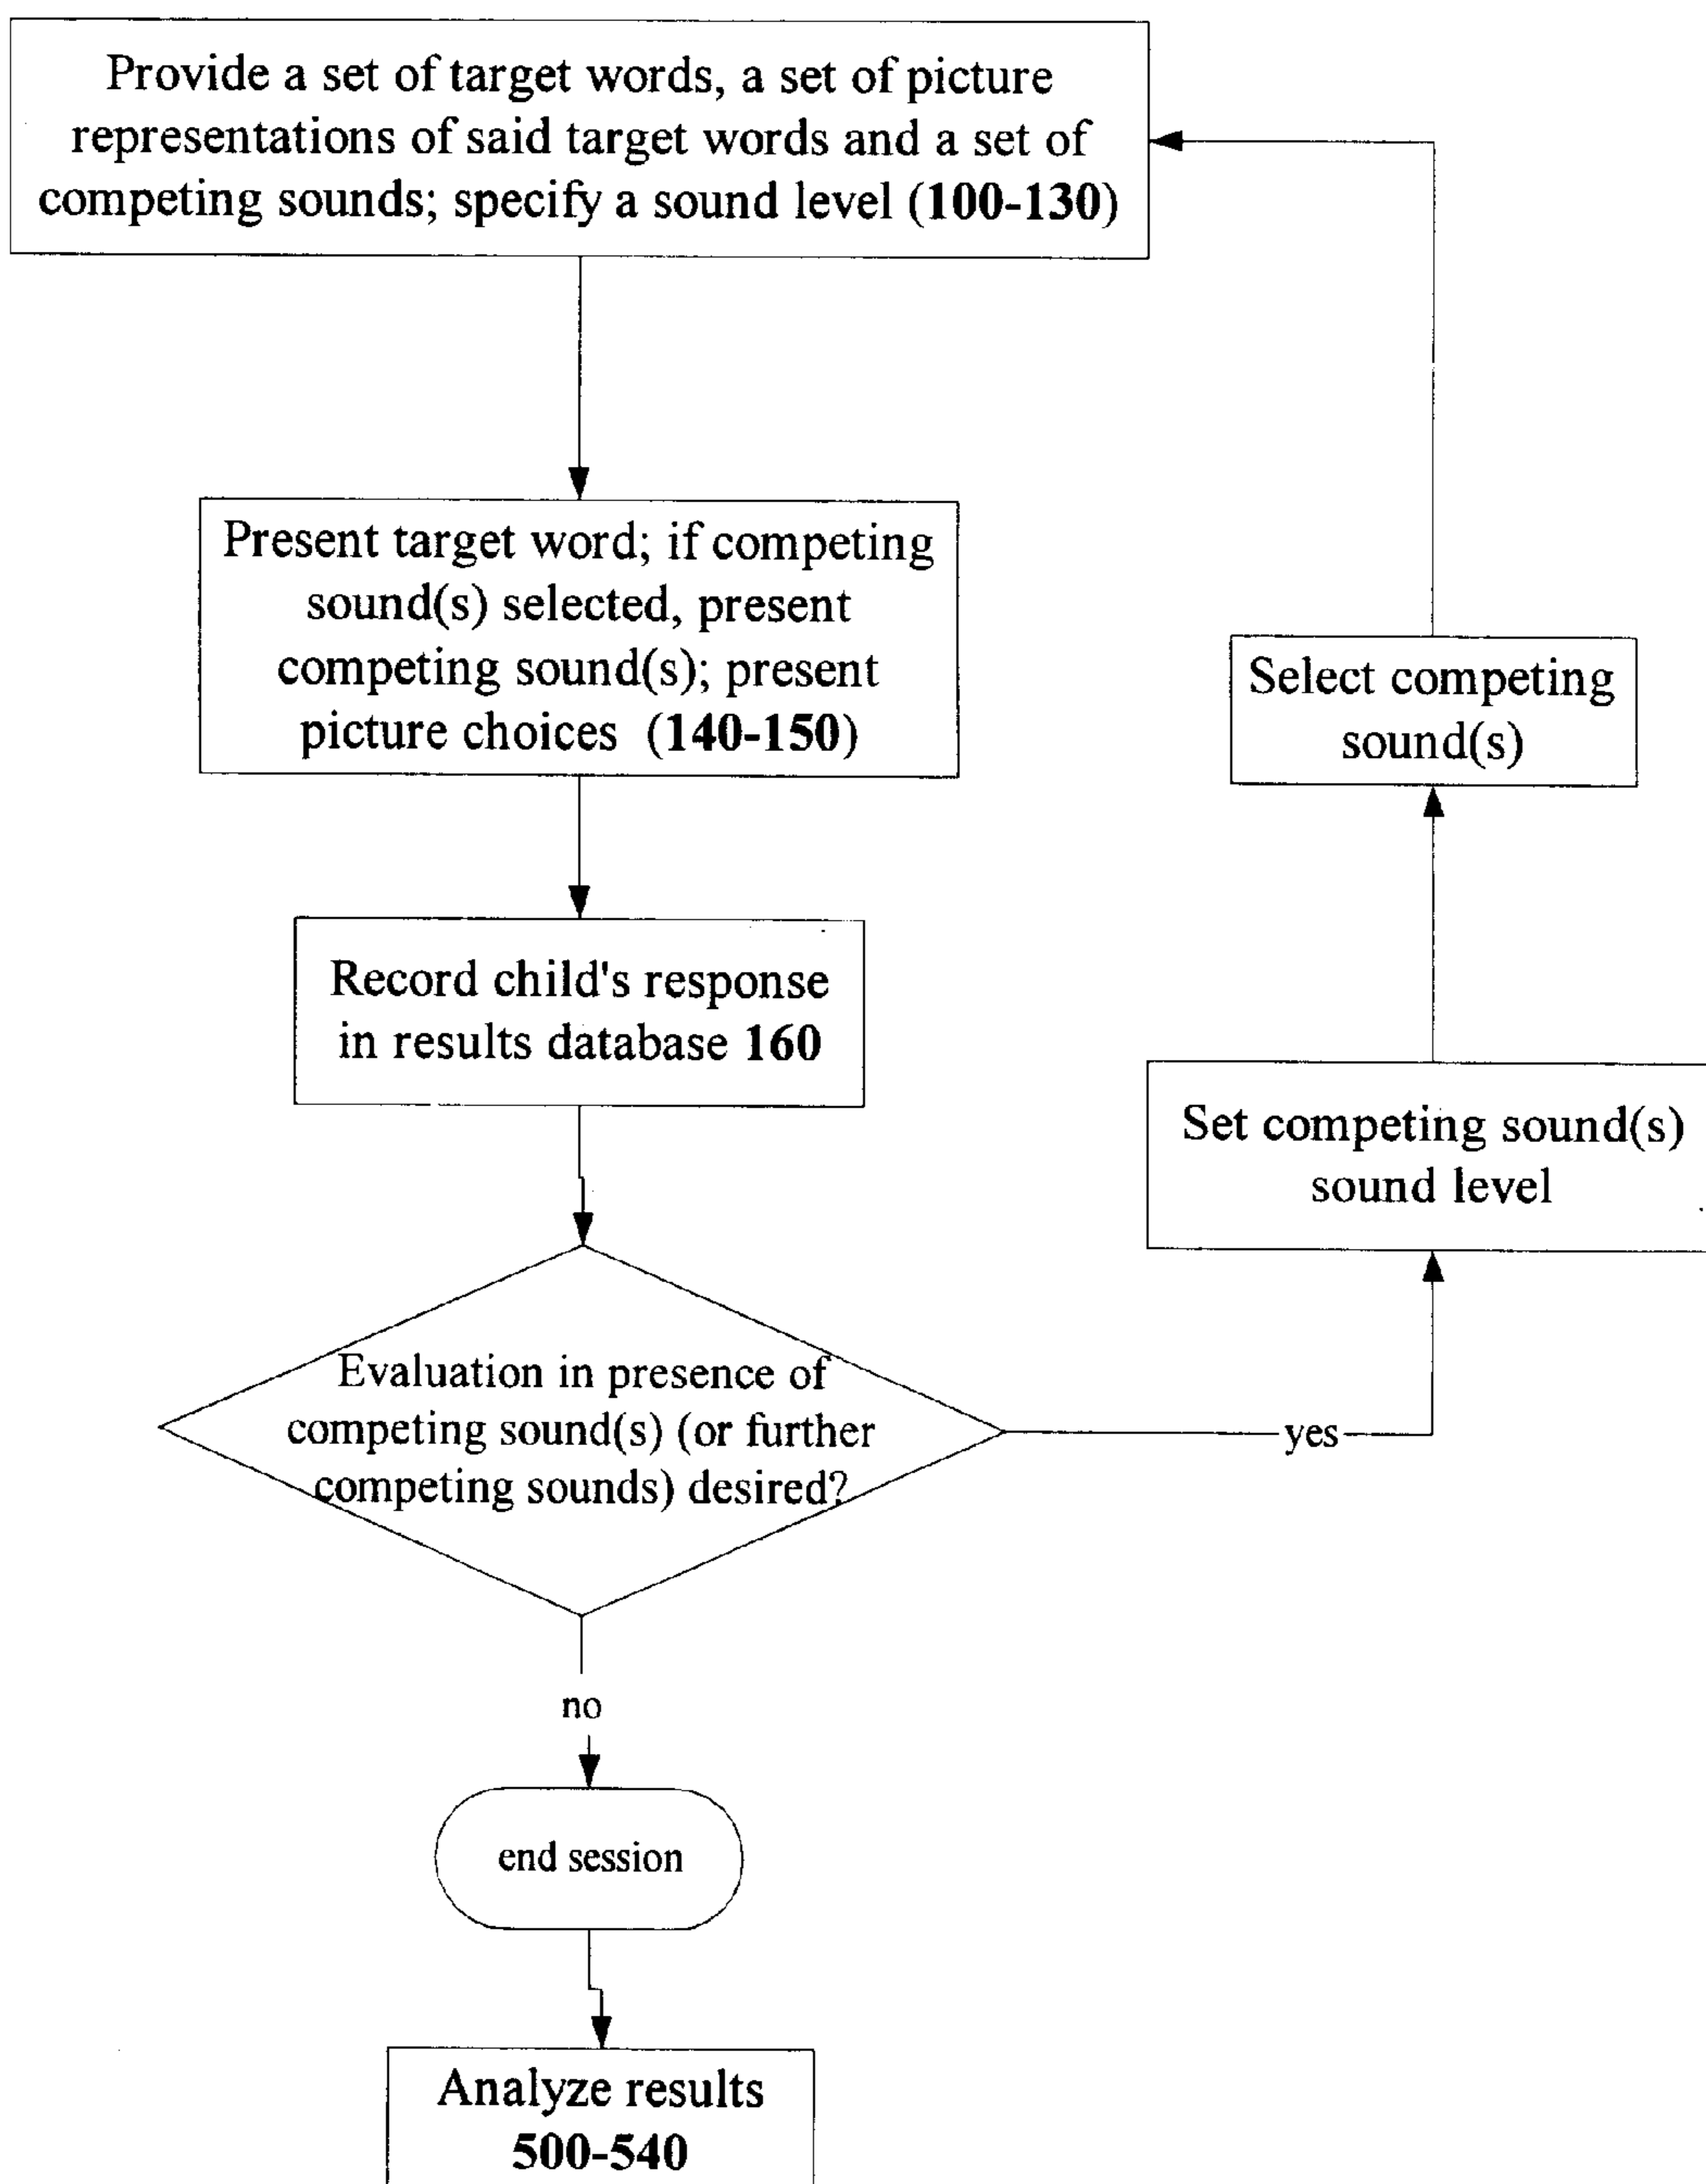 Provide a set of target words, a set of picture
representations of said target words and a set of
competing sounds; specify a sound level (100-130)
Present target word; if competing
sound(s) selected, present
competing sound(s); present
picture choices (140-150)
Select competing
sound(s)
Record child's response
in results database 160
Set competing sound(s)
sound level
Evaluation in presence of
competing sound(s) (or further
competing sounds) desired?
yes
no
end session
Analyze results
500-540